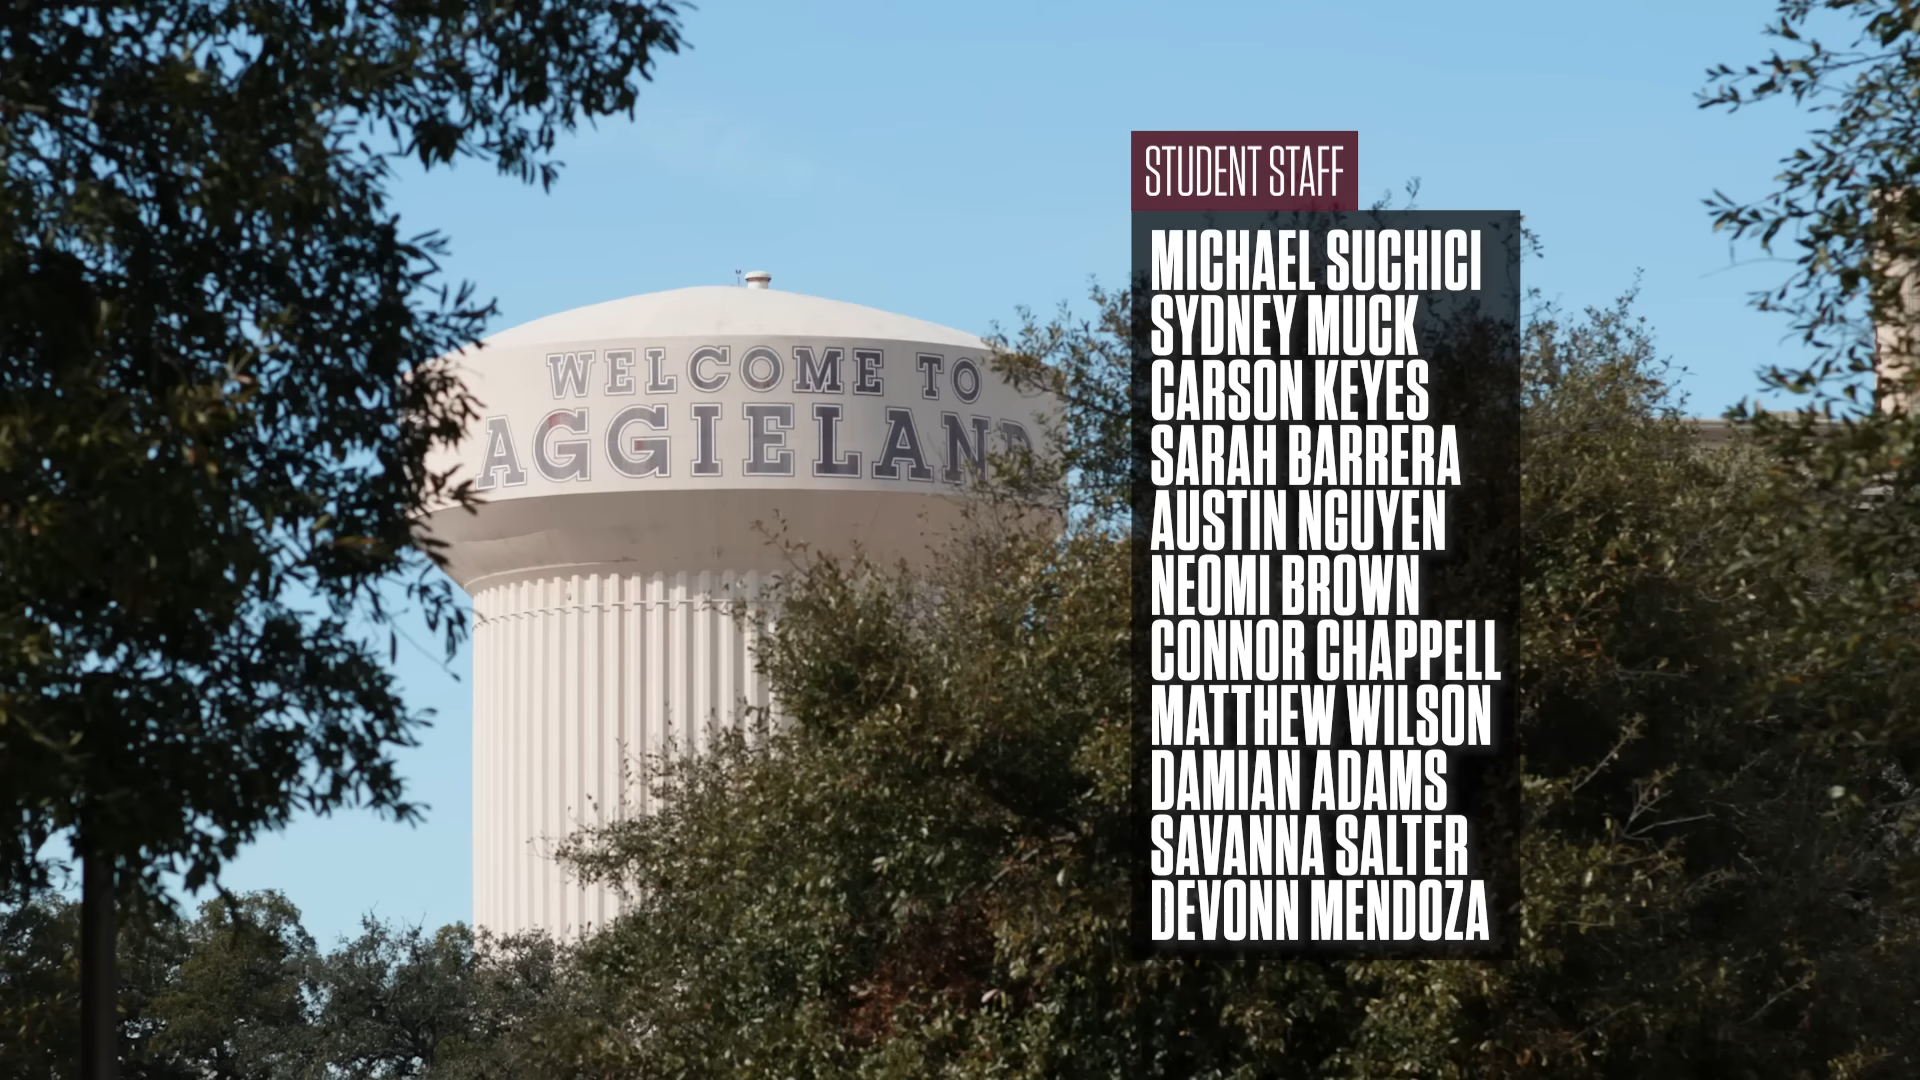 WELCOME TO
AGGIELAND
STUDENT STAFF
MICHAEL SUCHICI
SYDNEY MUCK
CARSON KEYES
SARAH BARRERA
AUSTIN NGUYEN
NEOMI BROWN
CONNOR CHAPPELL
MATTHEW WILSON
DAMIAN ADAMS
SAVANNA SALTER
DEVONN MENDOZA